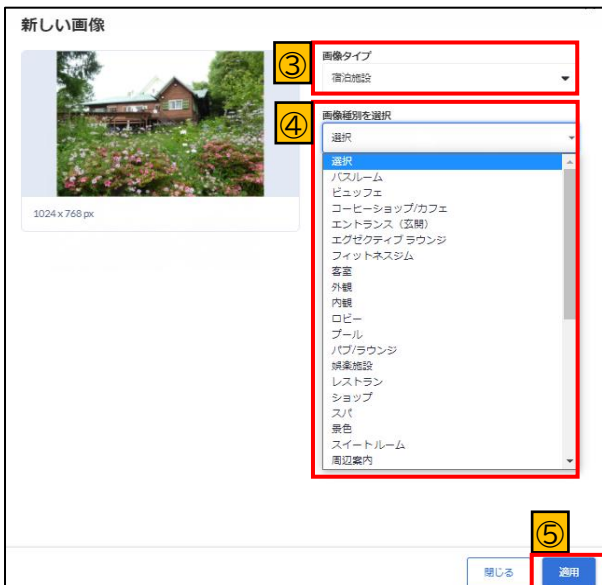 新しい画像
③
画像タイプ
宿泊施設
④
画像種別を選択
選択
選択
バスルーム
ビュッフェ
コーヒーショップ/カフェ
エントランス（玄関）
エグゼクティブ ラウンジ
フィットネスジム
客室
外観
内観
ロビー
プール
パブ/ラウンジ
娯楽施設
レストラン
ショップ
スパ
景色
スイートルーム
周辺案内
1024 x 768 px
⑤
閉じる
適用